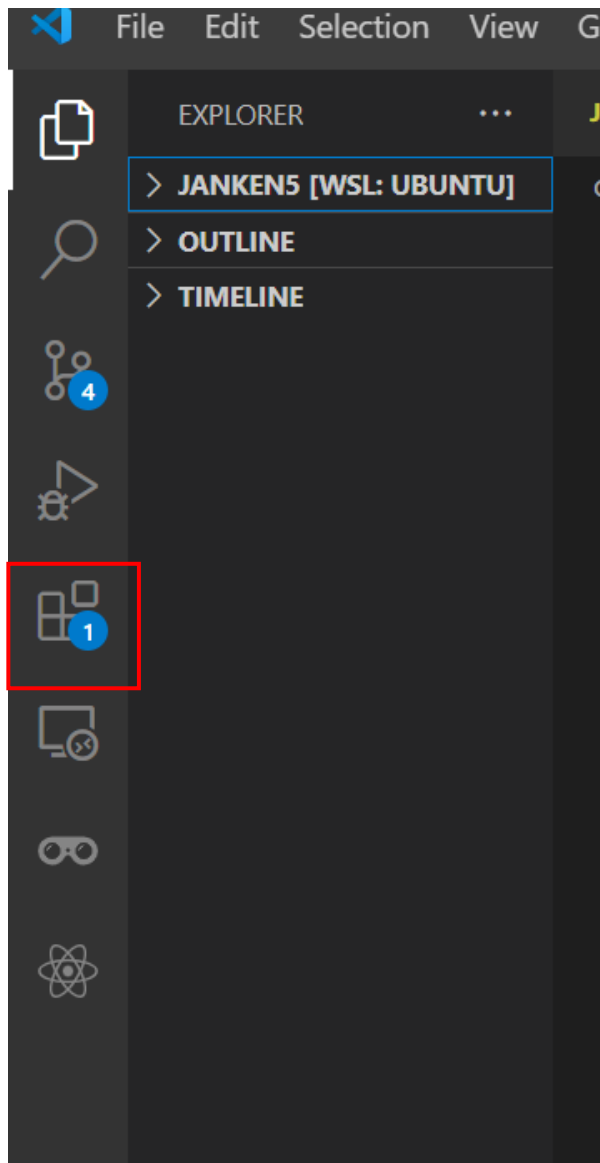 File Edit Selection View G
EXPLORER ...
J
JANKEN5 [WSL: UBUNTU]
OUTLINE
TIMELINE
4
1